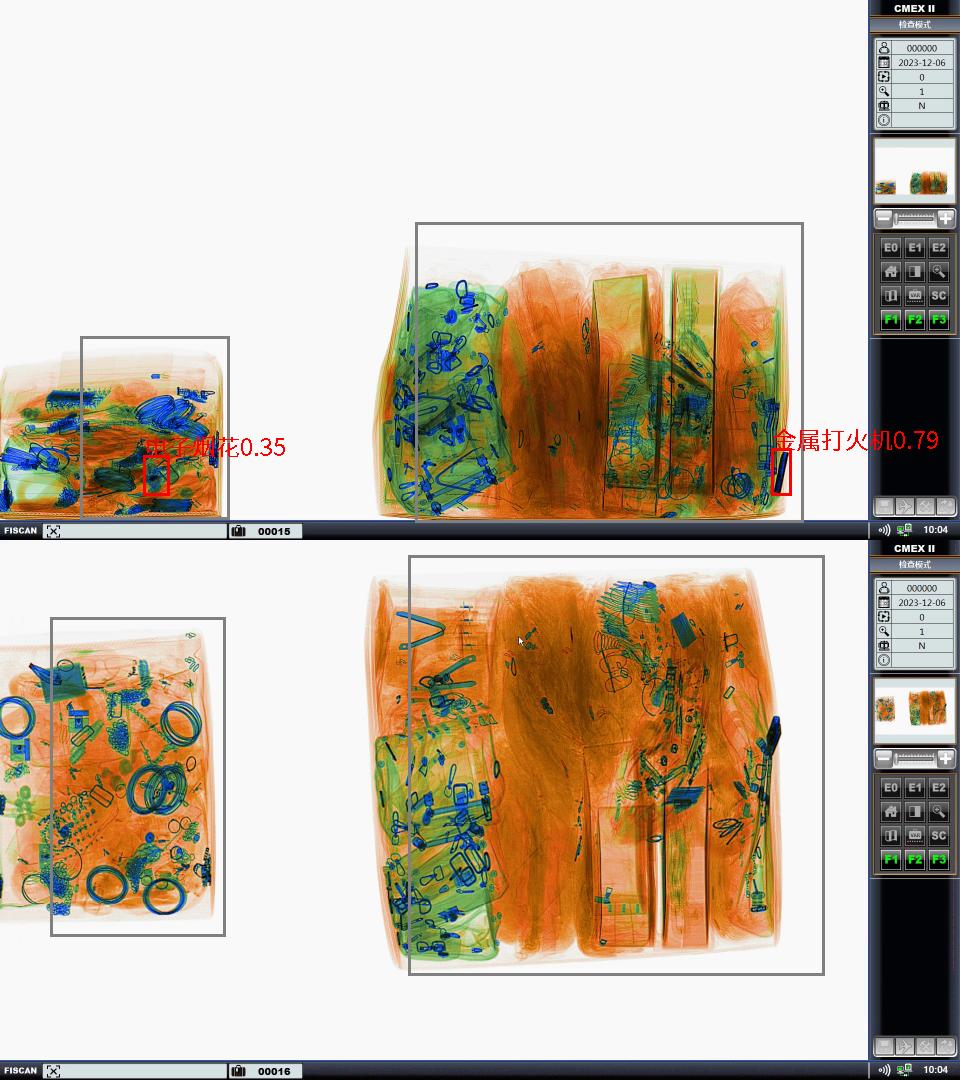 CMEX II
检查模式
000000
2023-12-06
0
1
N
E0 E1 E2
SC
F1 F2 F3
电子烟花0.35
金属打火机0.79
FISCAN
00015
10:04
CMEX II
检查模式
000000
2023-12-06
0
1
N
E0 E1 E2
SC
F1 F2 F3
FISCAN
00016
10:04